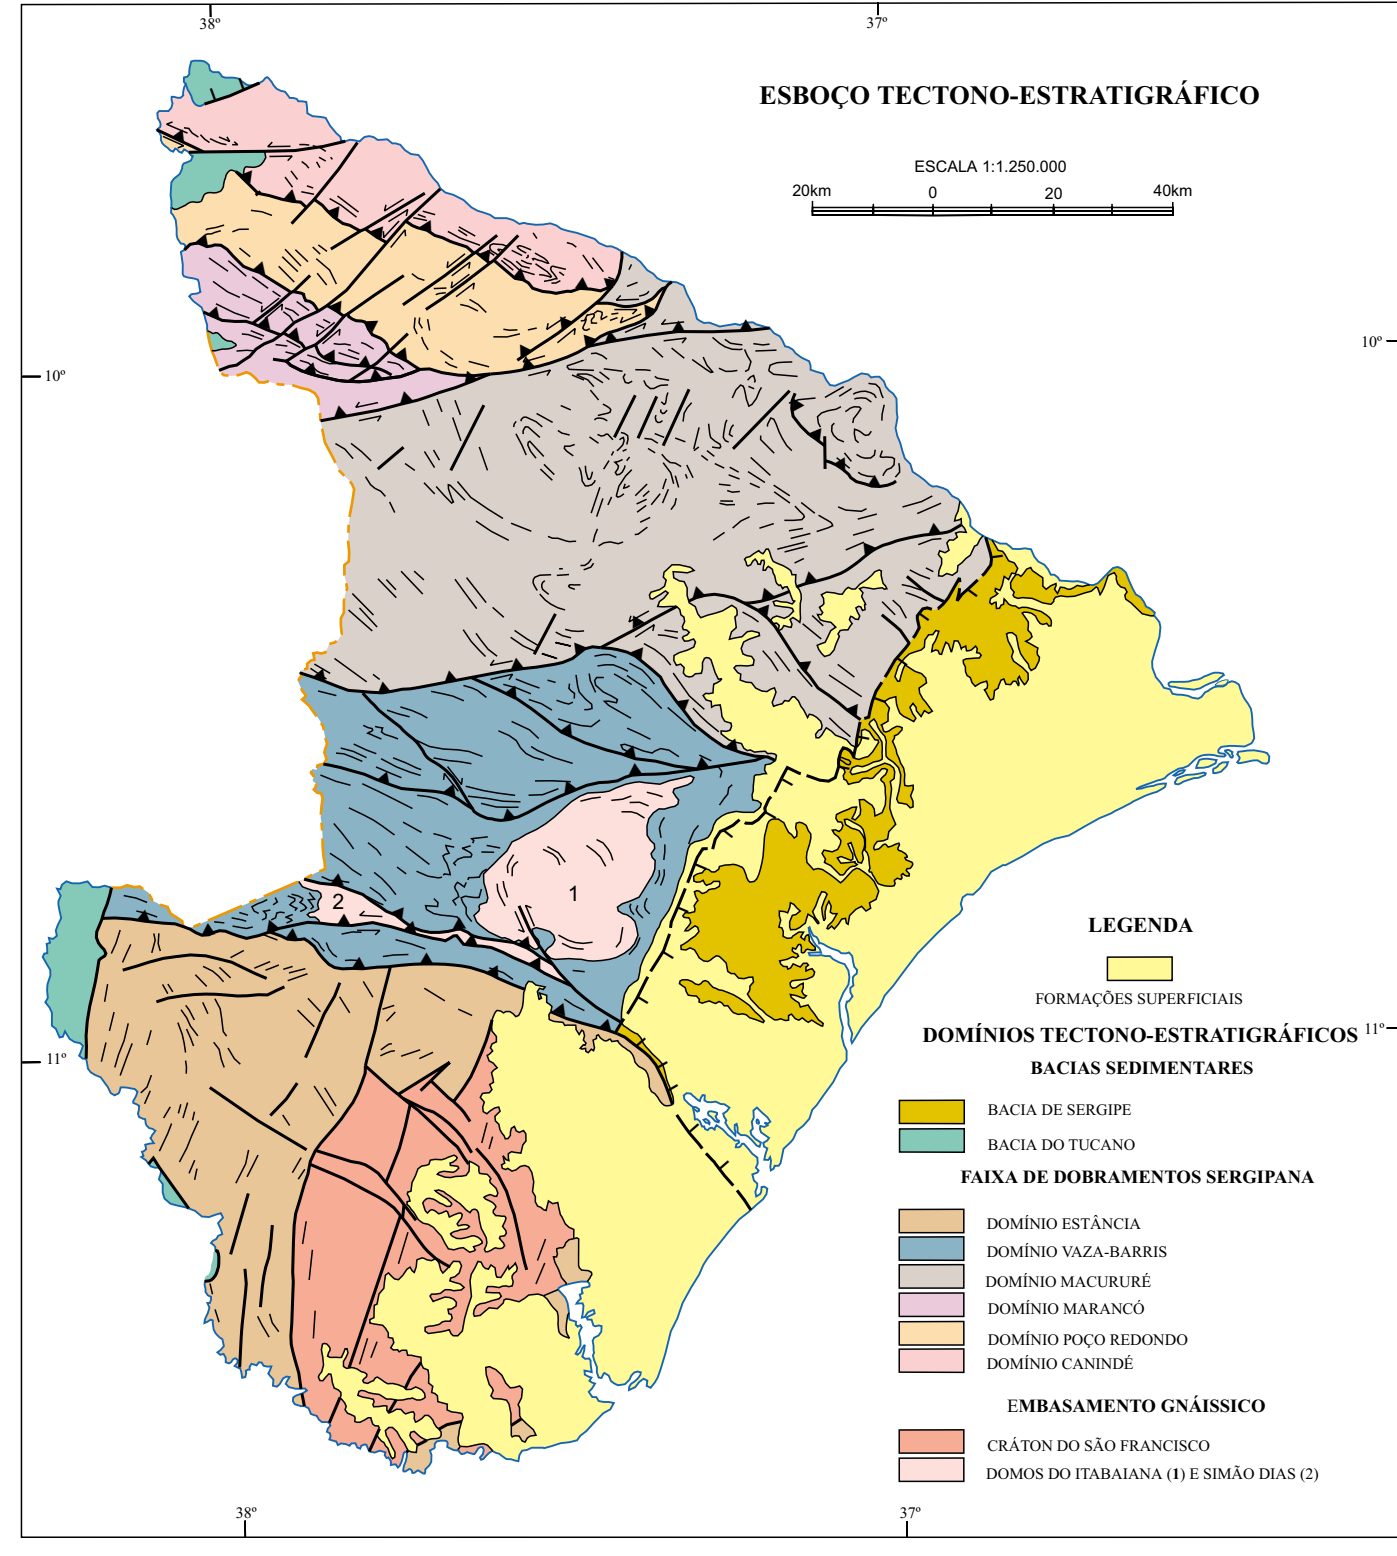 38º
37º
ESBOÇO TECTONO-ESTRATIGRÁFICO
ESCALA 1:1.250.000
20km 0 20 40km
10º
10º
1
2
LEGENDA
FORMAÇÕES SUPERFICIAIS
11º
DOMÍNIOS TECTONO-ESTRATIGRÁFICOS
11º
BACIAS SEDIMENTARES
BACIA DE SERGIPE
BACIA DO TUCANO
FAIXA DE DOBRAMENTOS SERGIPANA
DOMÍNIO ESTÂNCIA
DOMÍNIO VAZA-BARRIS
DOMÍNIO MACURURÉ
DOMÍNIO MARANCÓ
DOMÍNIO POÇO REDONDO
DOMÍNIO CANINDÉ
EMBASAMENTO GNÁISSICO
CRÁTON DO SÃO FRANCISCO
DOMOS DO ITABAIANA (1) E SIMÃO DIAS (2)
38º
37º